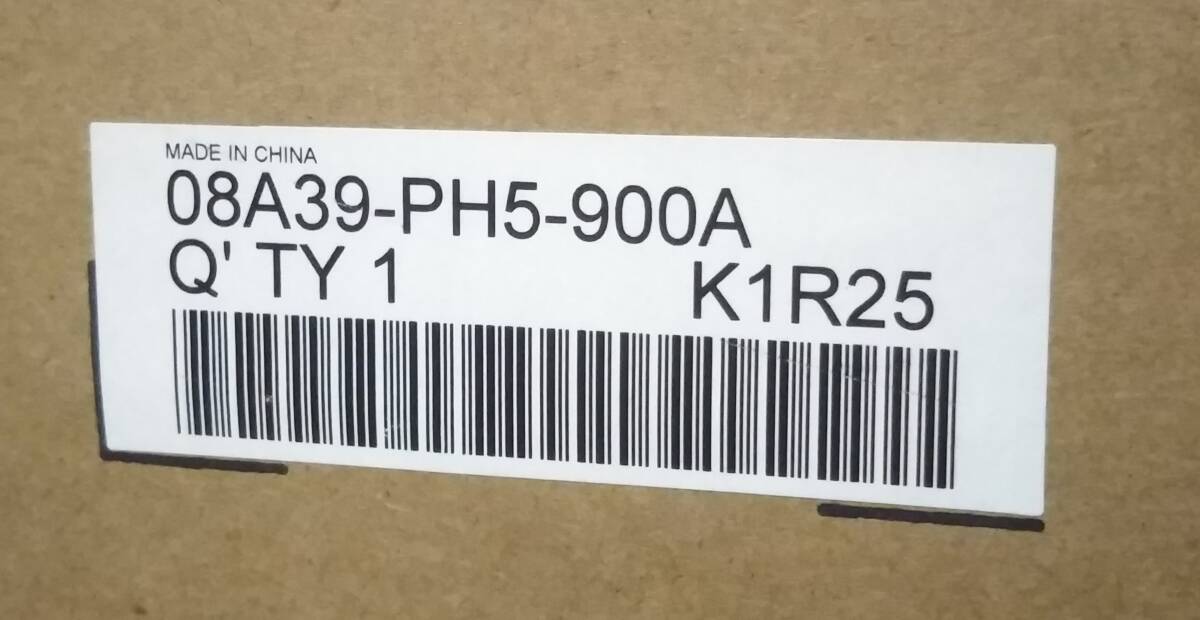 MADE IN CHINA
08A39-PH5-900A
Q' TY 1 K1R25